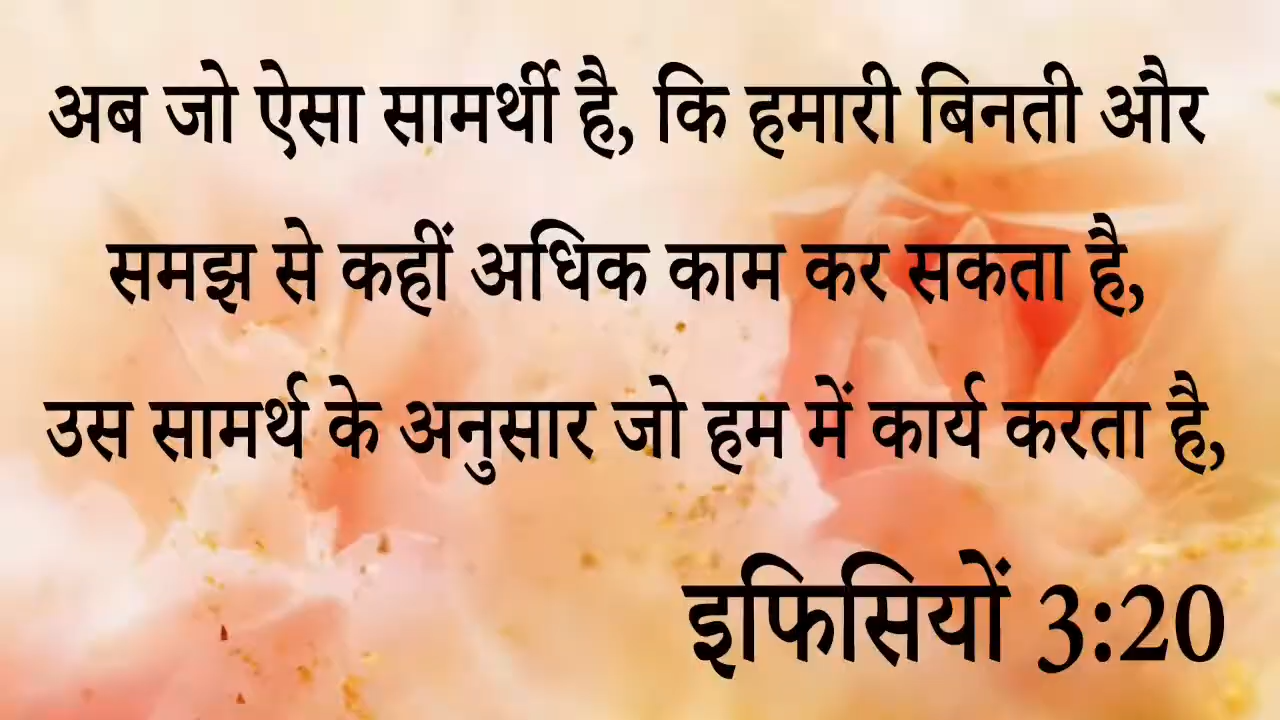 अब जो ऐसा सामर्थी है, कि हमारी बिनती और
समझ से कहीं अधिक काम कर सकता है,
उस सामर्थ के अनुसार जो हम में कार्य करता है,
इफिसियों 3:20